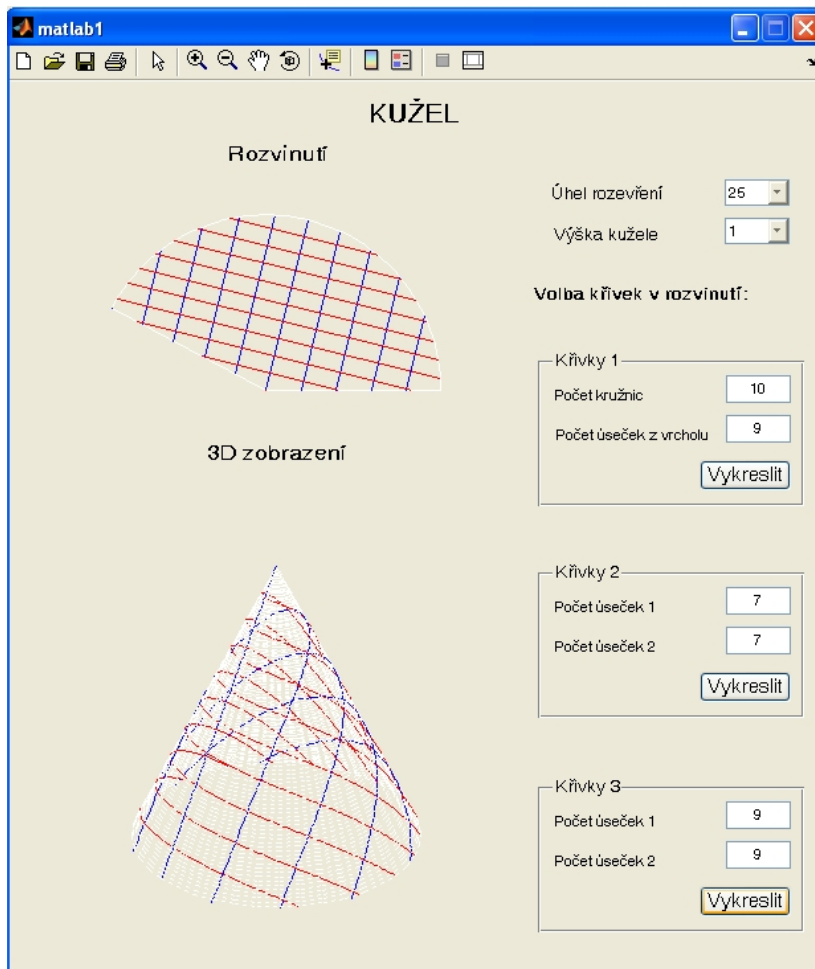 matlab1
KUŽEL
Rozvinutí
Úhel rozevření
25
Výška kužele
1
Volba křivek v rozvinutí:
Křivky 1
Počet kružnic
10
Počet úseček z vrcholu
9
Vykreslit
3D zobrazení
Křivky 2
Počet úseček 1
7
Počet úseček 2
7
Vykreslit
Křivky 3
Počet úseček 1
9
Počet úseček 2
9
Vykreslit